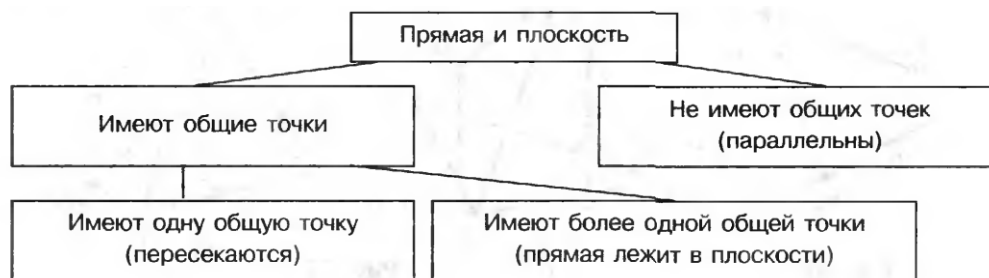 Прямая и плоскость
Имеют общие точки
Не имеют общих точек
(параллельны)
Имеют одну общую точку
(пересекаются)
Имеют более одной общей точки
(прямая лежит в плоскости)